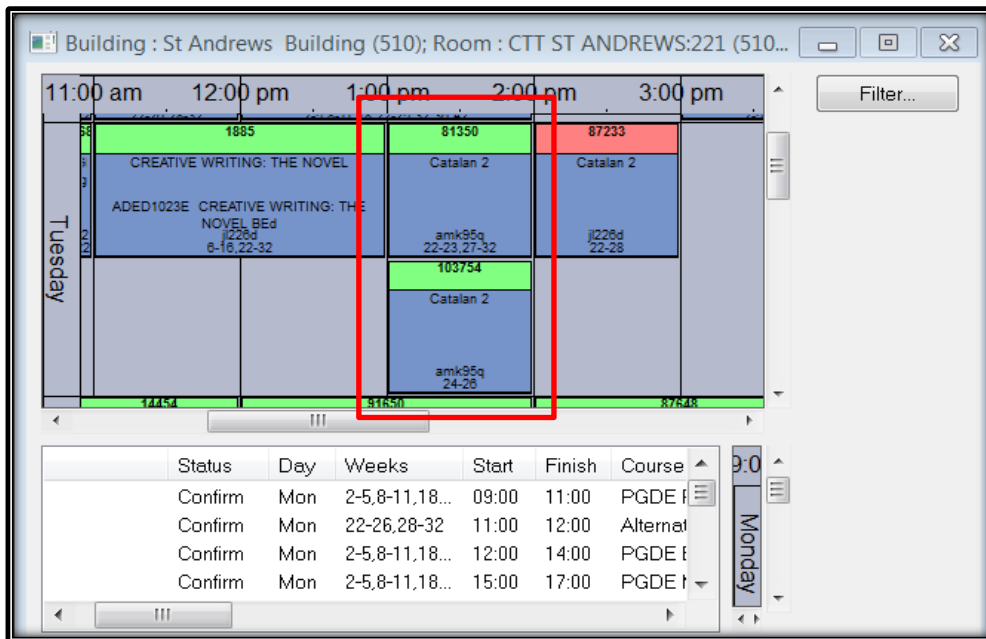 Building : St Andrews Building (510); Room : CTT ST ANDREWS:221 (510...
Filter...
11:00 am 12:00 pm 1:00 pm 2:00 pm 3:00 pm
1885 81350 87233
CREATIVE WRITING: THE NOVEL Catalan 2 Catalan 2
ADED1023E CREATIVE WRITING: THE
NOVEL BEd
jl226d amk95q jl226d
6-16,22-32 22-23,27-32 22-28
Tuesday
103754
Catalan 2
amk95q
24-26
14454 91650 87648
Status Day Weeks Start Finish Course
Confirm Mon 2-5,8-11,18... 09:00 11:00 PGDE
Confirm Mon 22-26,28-32 11:00 12:00 Alternat
Confirm Mon 2-5,8-11,18... 12:00 14:00 PGDE
Confirm Mon 2-5,8-11,18... 15:00 17:00 PGDE
9:0
Monday